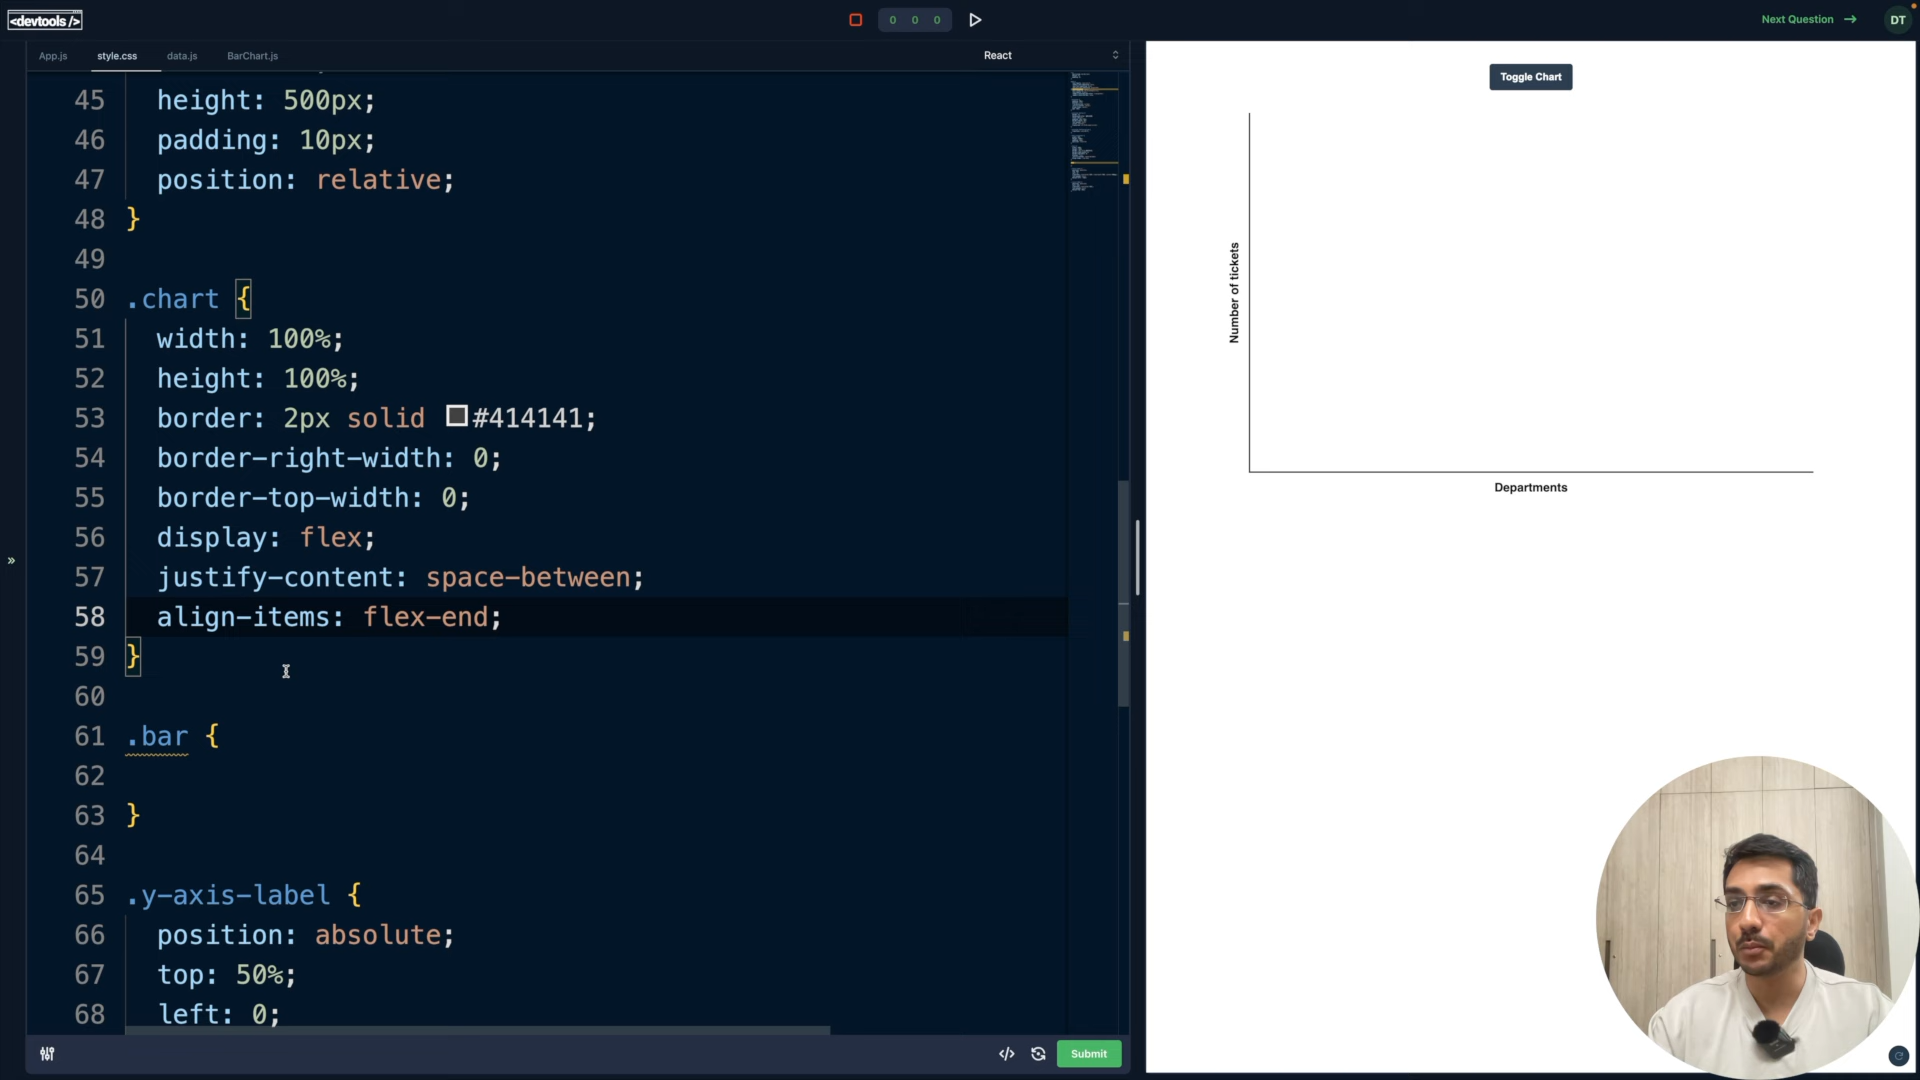 <devtools />
0 0 0
Next Question
DT
App.js
style.css
data.js
BarChart.js
React
45 height: 500px;
46 padding: 10px;
47 position: relative;
48 }
49
50 .chart {
51 width: 100%;
52 height: 100%;
53 border: 2px solid #414141;
54 border-right-width: 0;
55 border-top-width: 0;
56 display: flex;
57 justify-content: space-between;
58 align-items: flex-end;
59 }
60
61 .bar {
62
63 }
64
65 .y-axis-label {
66 position: absolute;
67 top: 50%;
68 left: 0;
Submit
Toggle Chart
Number of tickets
Departments